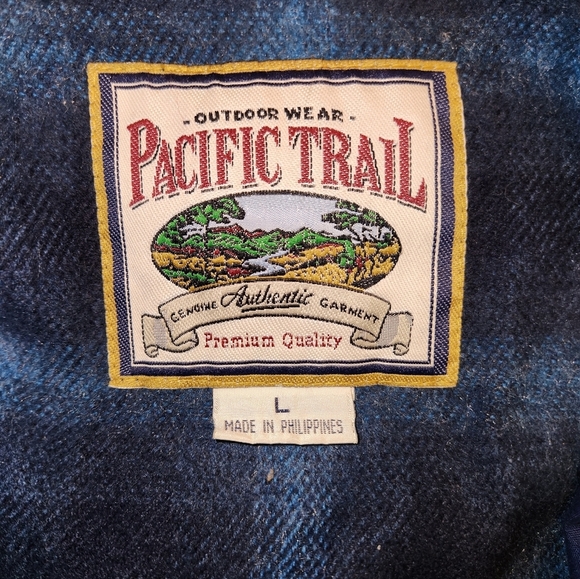 - OUTDOOR WEAR -
PACIFIC TRAIL
GENUINE Authentic GARMENT
Premium Quality
L
MADE IN PHILIPPINES